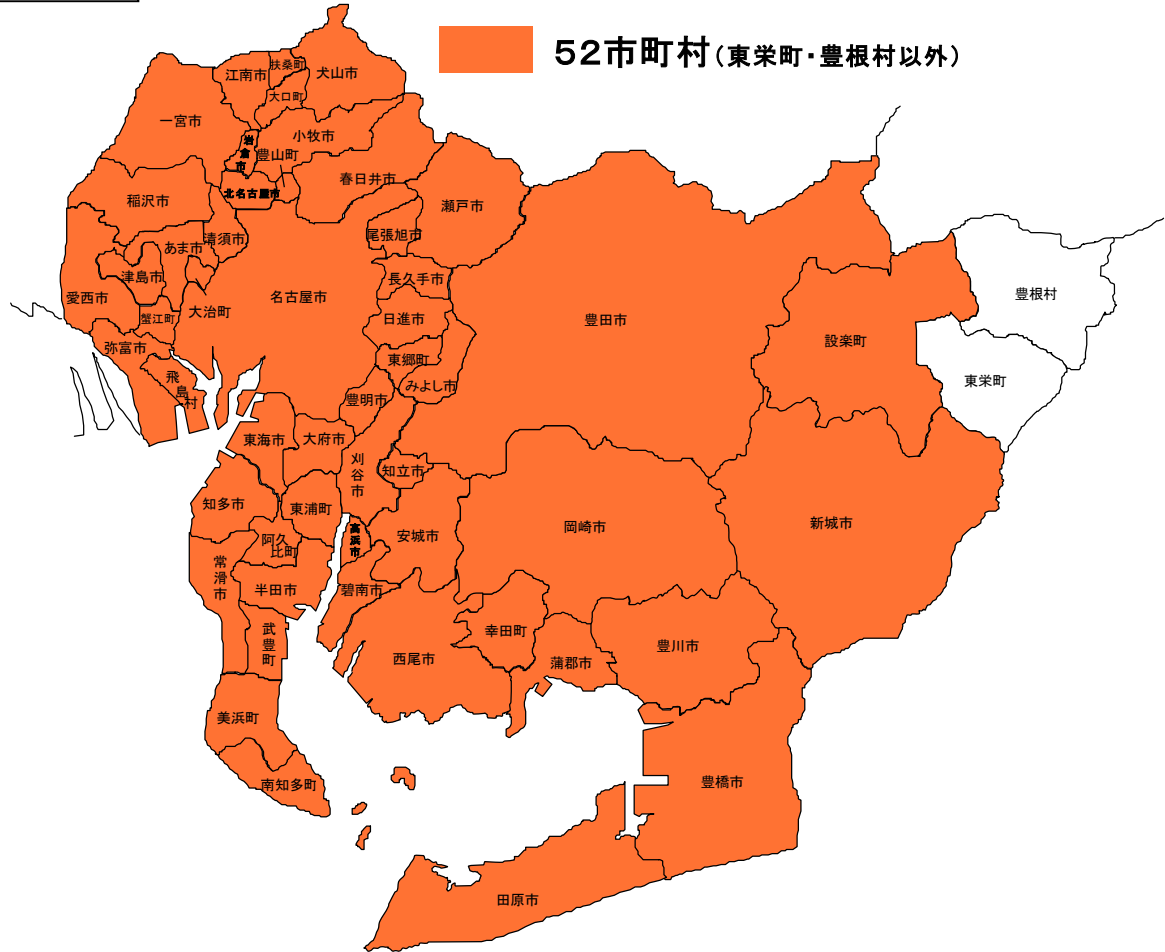 52市町村(東栄町・豊根村以外)
扶桑町
江南市
犬山市
大口町
一宮市
小牧市
岩倉市
豊山町
春日井市
北名古屋市
稲沢市
瀬戸市
尾張旭市
清須市
あま市
津島市
長久手市
愛西市
名古屋市
豊根村
大治町
蟹江町
日進市
豊田市
設楽町
弥富市
東郷町
飛島村
みよし市
東栄町
豊明市
東海市
大府市
刈谷市
知立市
知多市
東浦町
岡崎市
新城市
高浜市
安城市
阿久
比町
常滑市
半田市
碧南市
武豊町
幸田町
豊川市
西尾市
蒲郡市
美浜町
南知多町
豊橋市
田原市